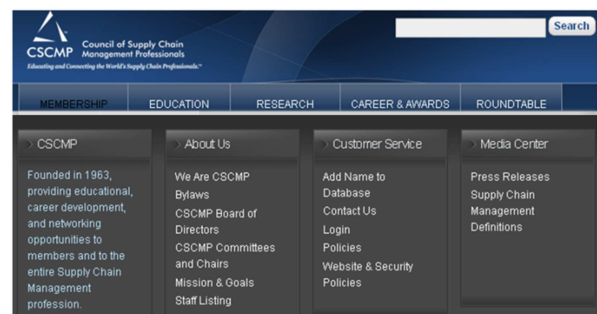 Search
CSCMP
Council of Supply Chain
Management Professionals
Educating and Connecting the World's Supply Chain Professionals.™
MEMBERSHIP
EDUCATION
RESEARCH
CAREER & AWARDS
ROUNDTABLE
CSCMP
Founded in 1963,
providing educational,
career development,
and networking
opportunities to
members and to the
entire Supply Chain
Management
profession.
About Us
We Are CSCMP
Bylaws
CSCMP Board of
Directors
CSCMP Committees
and Chairs
Mission & Goals
Staff Listing
Customer Service
Add Name to
Database
Contact Us
Login
Policies
Website & Security
Policies
Media Center
Press Releases
Supply Chain
Management
Definitions